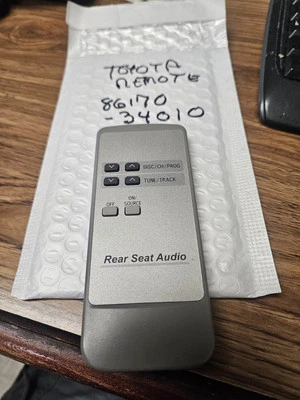 TOYOTA
REMOTE
86170
-34010
DISC/CH/PROG
TUNE/TRACK
OFF
ON/
SOURCE
Rear Seat Audio